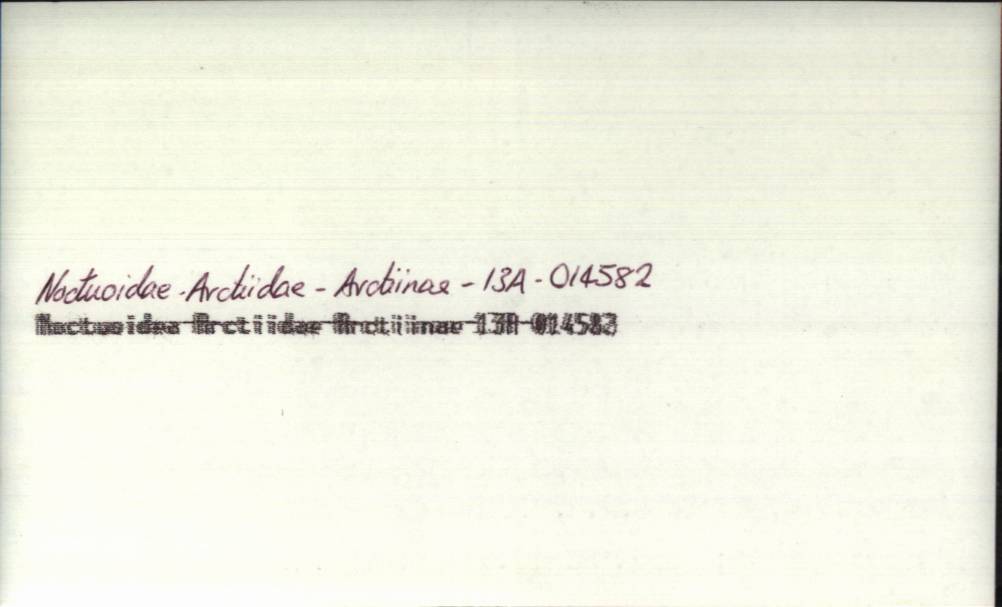 Noctuoidae - Arctiidae - Arctiinae - 13A - 014582
Noctuoidea Arctiidae Arctiinae 13A 014582